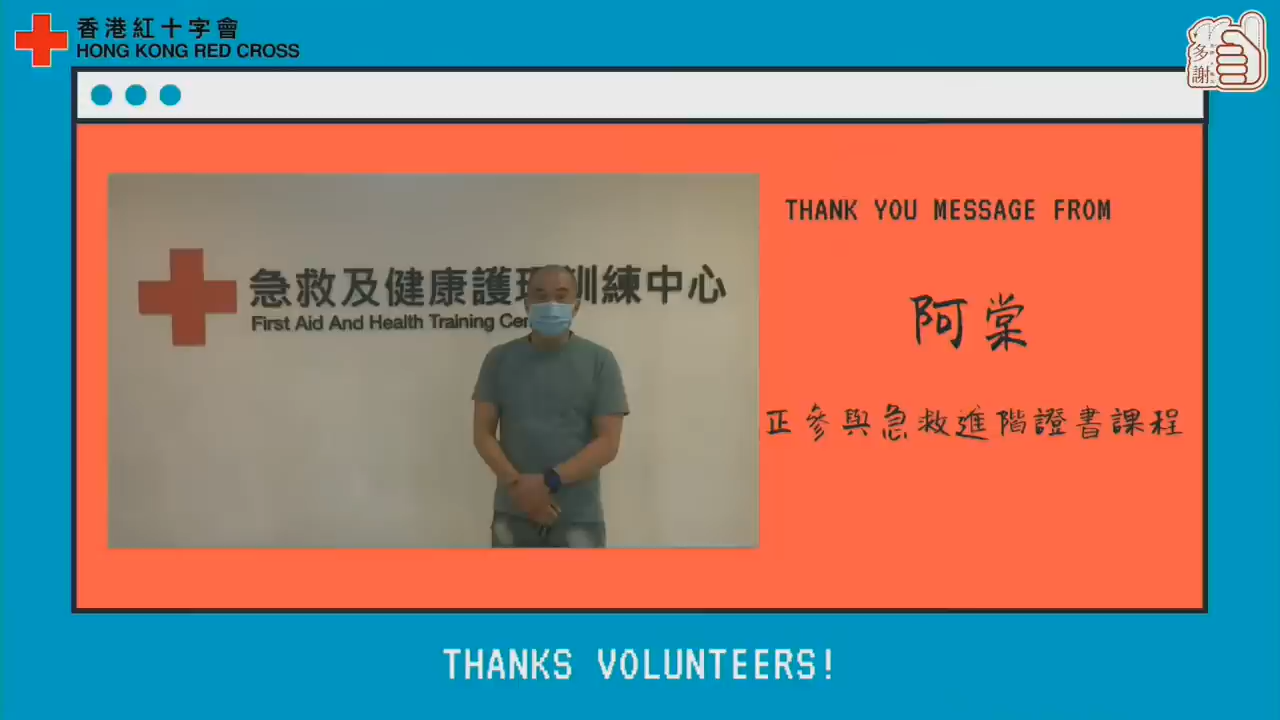 香港紅十字會
HONG KONG RED CROSS
多謝
急救及健康護理訓練中心
First Aid And Health Training Cen
THANK YOU MESSAGE FROM
阿棠
正參與急救進階證書課程
THANKS VOLUNTEERS!